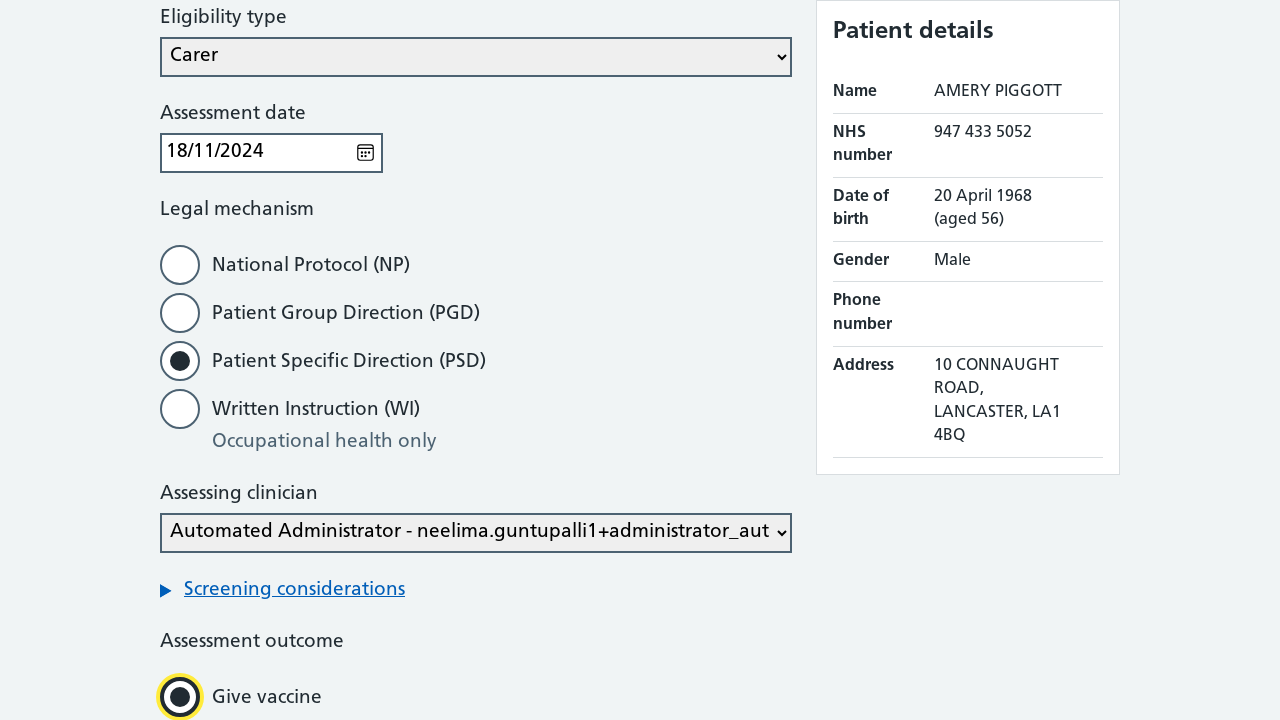 Eligibility type
Carer
Assessment date
18/11/2024
Legal mechanism
National Protocol (NP)
Patient Group Direction (PGD)
Patient Specific Direction (PSD)
Written Instruction (WI)
Occupational health only
Assessing clinician
Automated Administrator - neelima.guntupalli1+administrator_aut
Screening considerations
Assessment outcome
Give vaccine
Patient details
Name AMERY PIGGOTT
NHS number 947 433 5052
Date of birth 20 April 1968
(aged 56)
Gender Male
Phone number
Address 10 CONNAUGHT
ROAD,
LANCASTER, LA1
4BQ